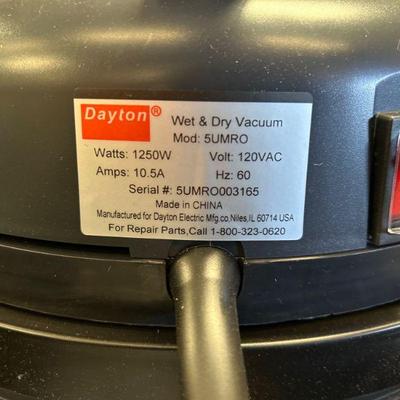 Dayton®
Wet & Dry Vacuum
Mod: 5UMRO
Watts: 1250W Volt: 120VAC
Amps: 10.5A Hz: 60
Serial #: 5UMRO003165
Made in CHINA
Manufactured for Dayton Electric Mfg.co.Niles,IL 60714 USA
For Repair Parts,Call 1-800-323-0620